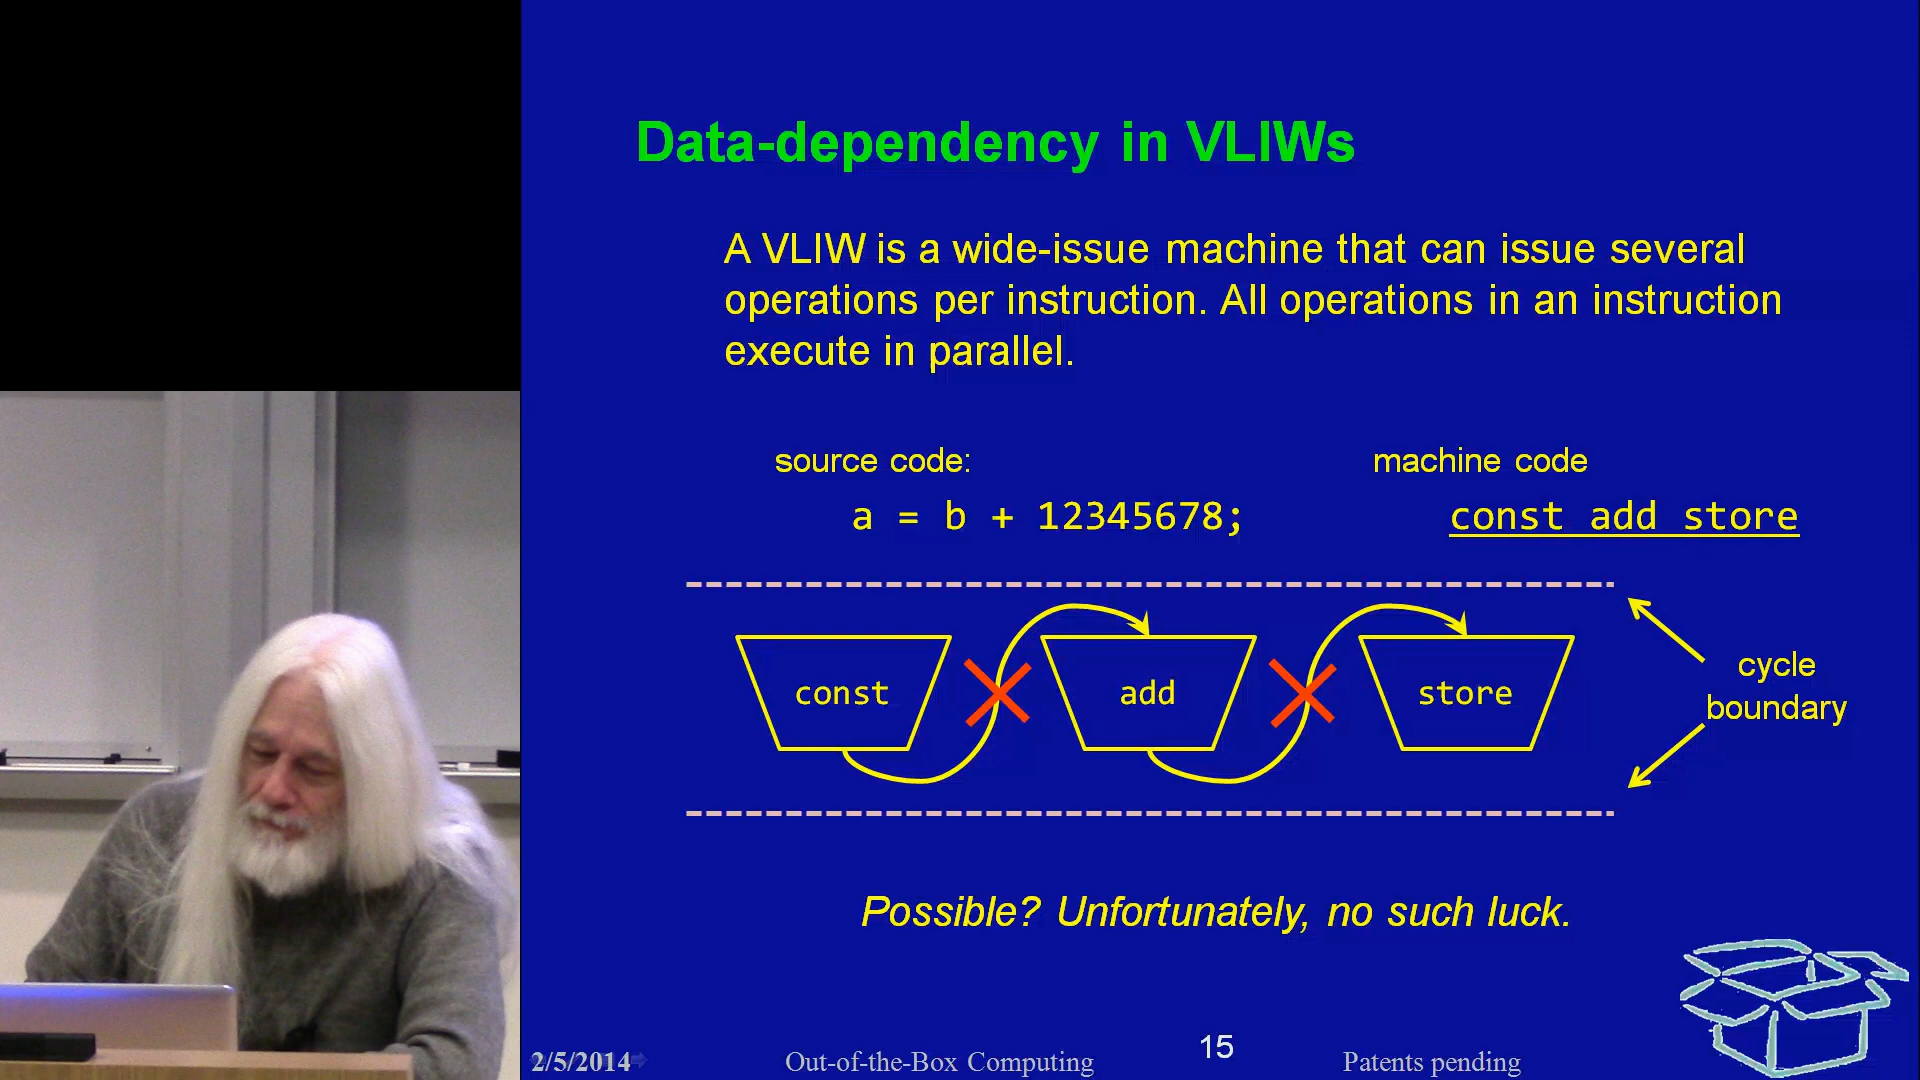 Data-dependency in VLIWs
A VLIW is a wide-issue machine that can issue several
operations per instruction. All operations in an instruction
execute in parallel.
source code:
machine code
a = b + 12345678;
const add store
const
add
store
cycle
boundary
Possible? Unfortunately, no such luck.
2/5/2014
Out-of-the-Box Computing
15
Patents pending